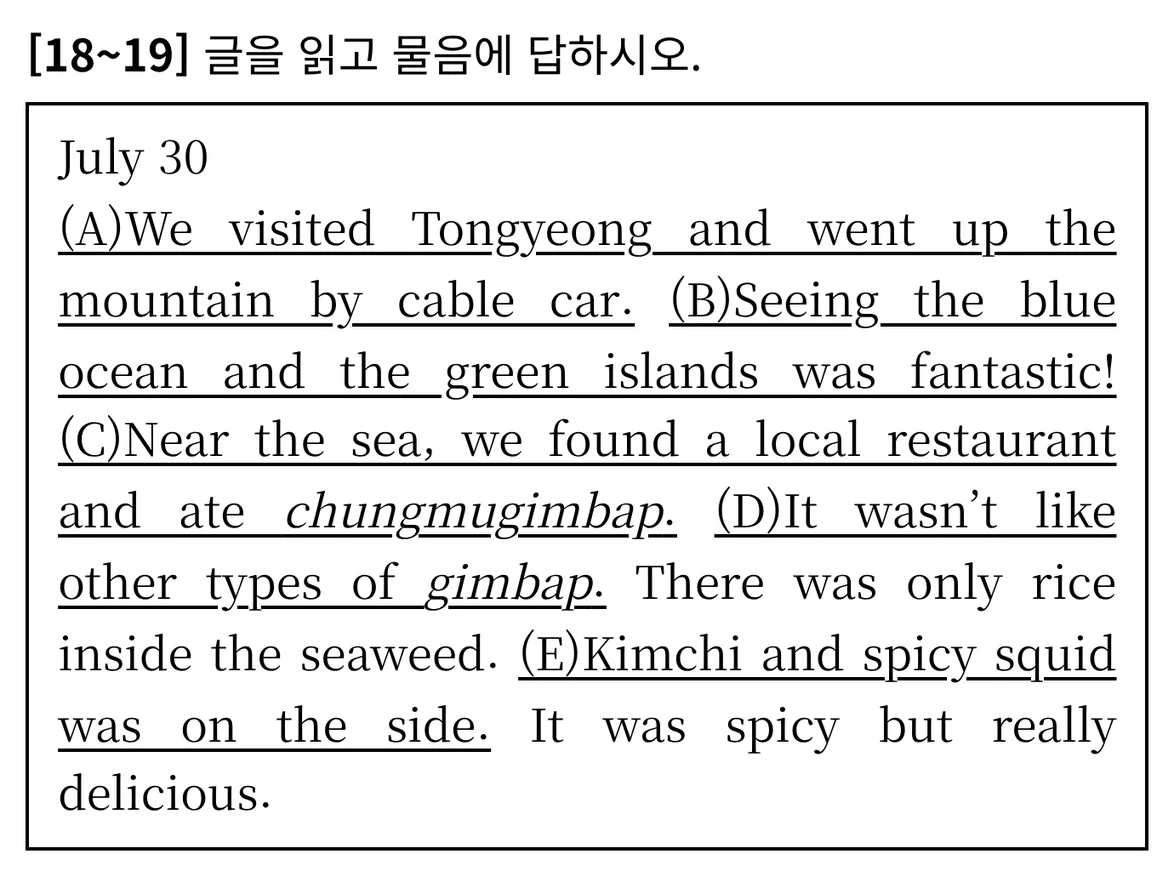 [18~19] 글을 읽고 물음에 답하시오.
July 30
(A)We visited Tongyeong and went up the
mountain by cable car. (B)Seeing the blue
ocean and the green islands was fantastic!
(C)Near the sea, we found a local restaurant
and ate chungmugimbap. (D)It wasn’t like
other types of gimbap. There was only rice
inside the seaweed. (E)Kimchi and spicy squid
was on the side. It was spicy but really
delicious.